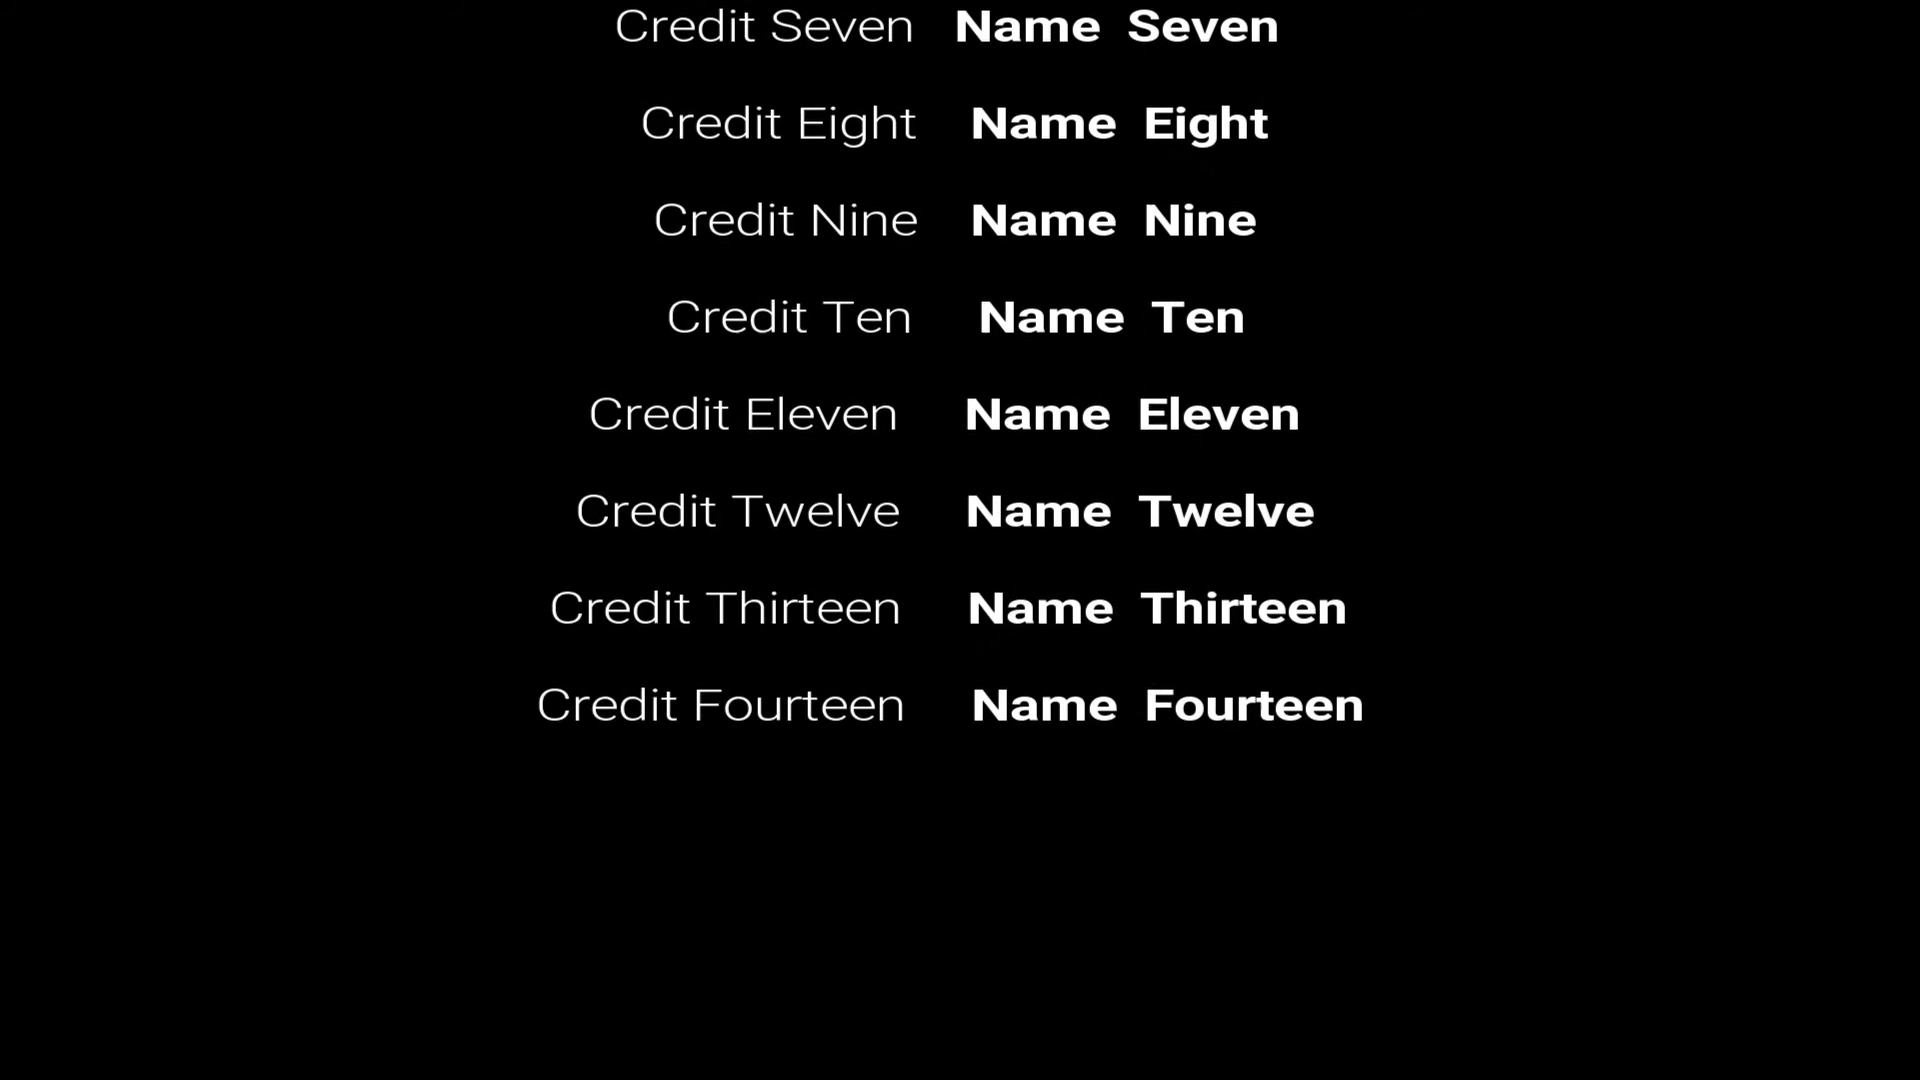 Credit Seven Name Seven
Credit Eight Name Eight
Credit Nine Name Nine
Credit Ten Name Ten
Credit Eleven Name Eleven
Credit Twelve Name Twelve
Credit Thirteen Name Thirteen
Credit Fourteen Name Fourteen